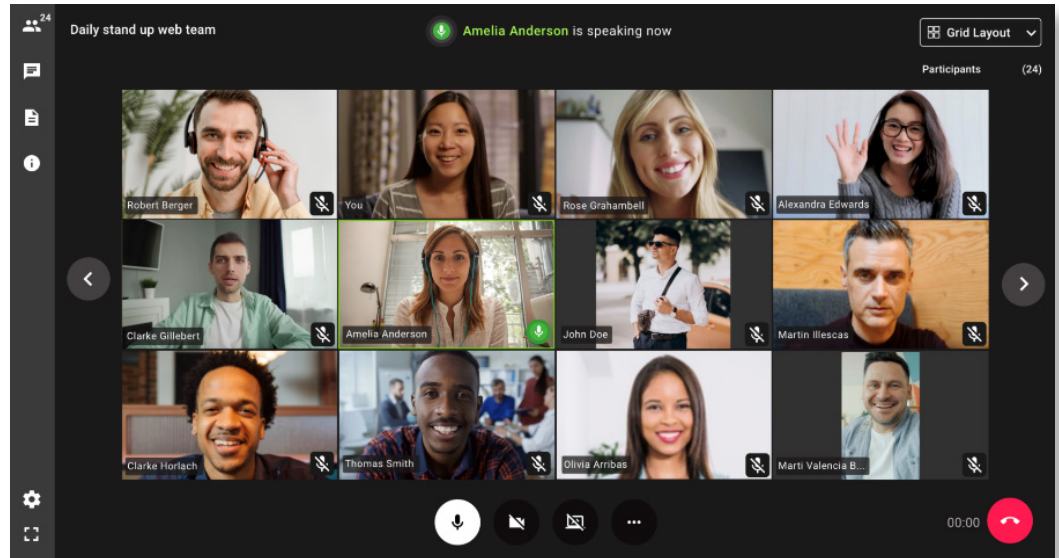 24
Daily stand up web team
Amelia Anderson is speaking now
Grid Layout
Participants (24)
Robert Berger
You
Rose Grahambell
Alexandra Edwards
Clarke Gillebert
Amelia Anderson
John Doe
Martin Illescas
Clarke Horlach
Thomas Smith
Olivia Arribas
Marti Valencia B...
00:00